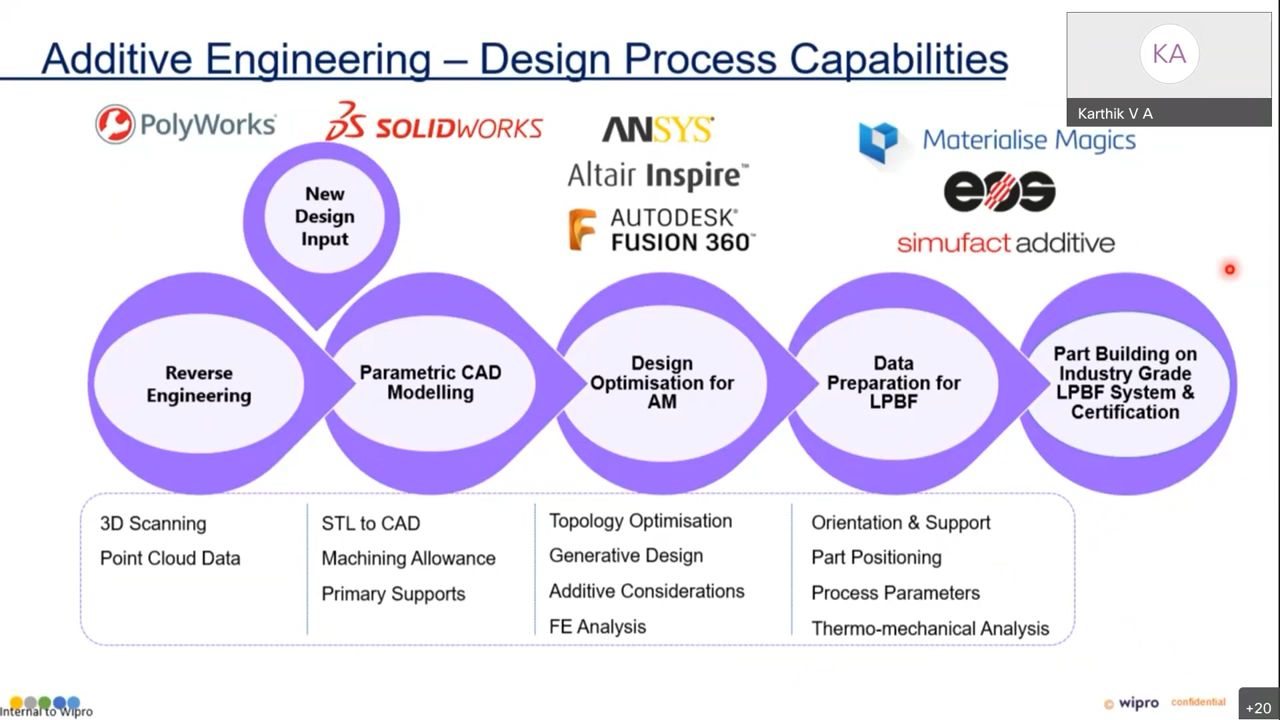 Additive Engineering – Design Process Capabilities
KA
Karthik V A
PolyWorks®
SOLIDWORKS
ANSYS®
Altair Inspire™
AUTODESK®
FUSION 360™
Materialise Magics
eos
simufact additive
New
Design
Input
Reverse
Engineering
Parametric CAD
Modelling
Design
Optimisation for
AM
Data
Preparation for
LPBF
Part Building on
Industry Grade
LPBF System &
Certification
3D Scanning
Point Cloud Data
STL to CAD
Machining Allowance
Primary Supports
Topology Optimisation
Generative Design
Additive Considerations
FE Analysis
Orientation & Support
Part Positioning
Process Parameters
Thermo-mechanical Analysis
Internal to Wipro
© wipro confidential
+20